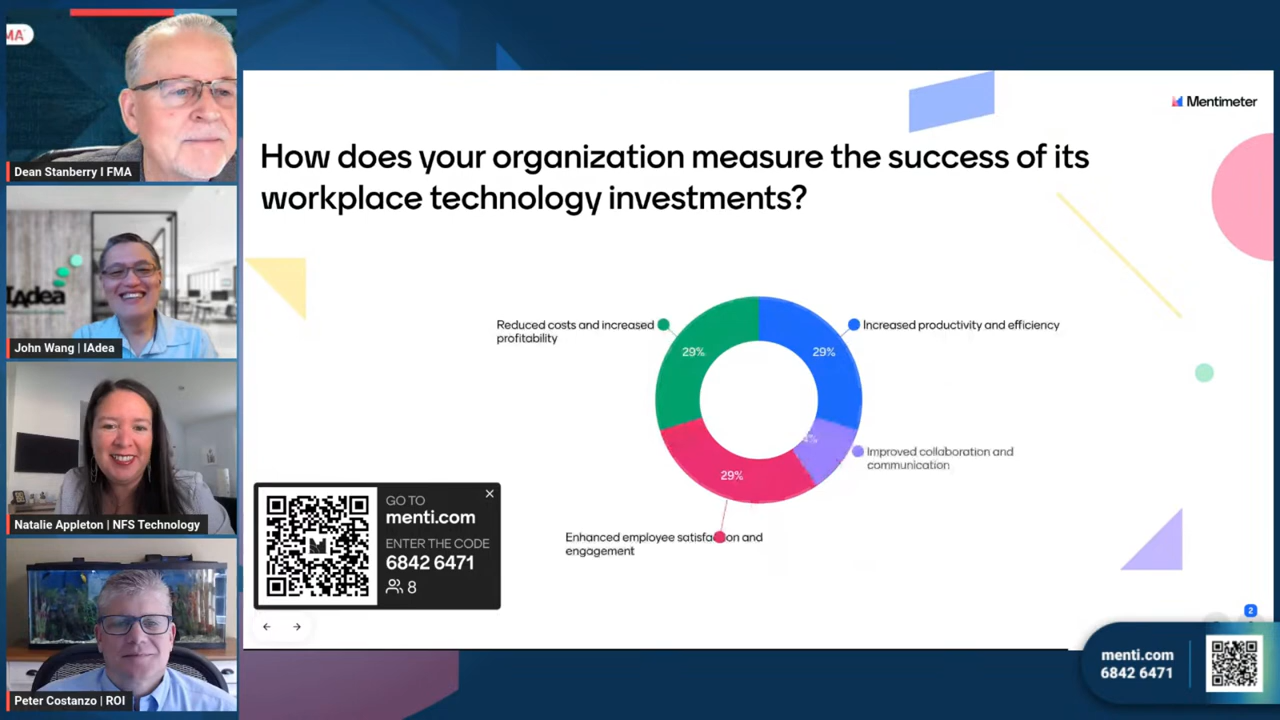 MA
Dean Stanberry I FMA
IAdea
John Wang | IAdea
Natalie Appleton | NFS Technology
Peter Costanzo | ROI
Mentimeter
How does your organization measure the success of its
workplace technology investments?
Reduced costs and increased
profitability
29%
29%
Increased productivity and efficiency
Improved collaboration and
communication
29%
Enhanced employee satisfaction and
engagement
GO TO
menti.com
ENTER THE CODE
6842 6471
8
2
menti.com
6842 6471